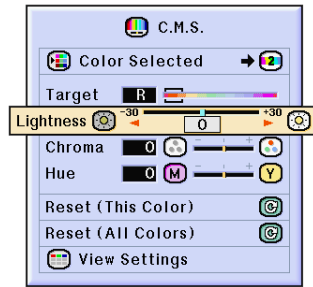 C.M.S.
Color Selected 2
Target R
Lightness -30 0 +30
Chroma 0 - +
Hue 0 M - + Y
Reset (This Color)
Reset (All Colors)
View Settings